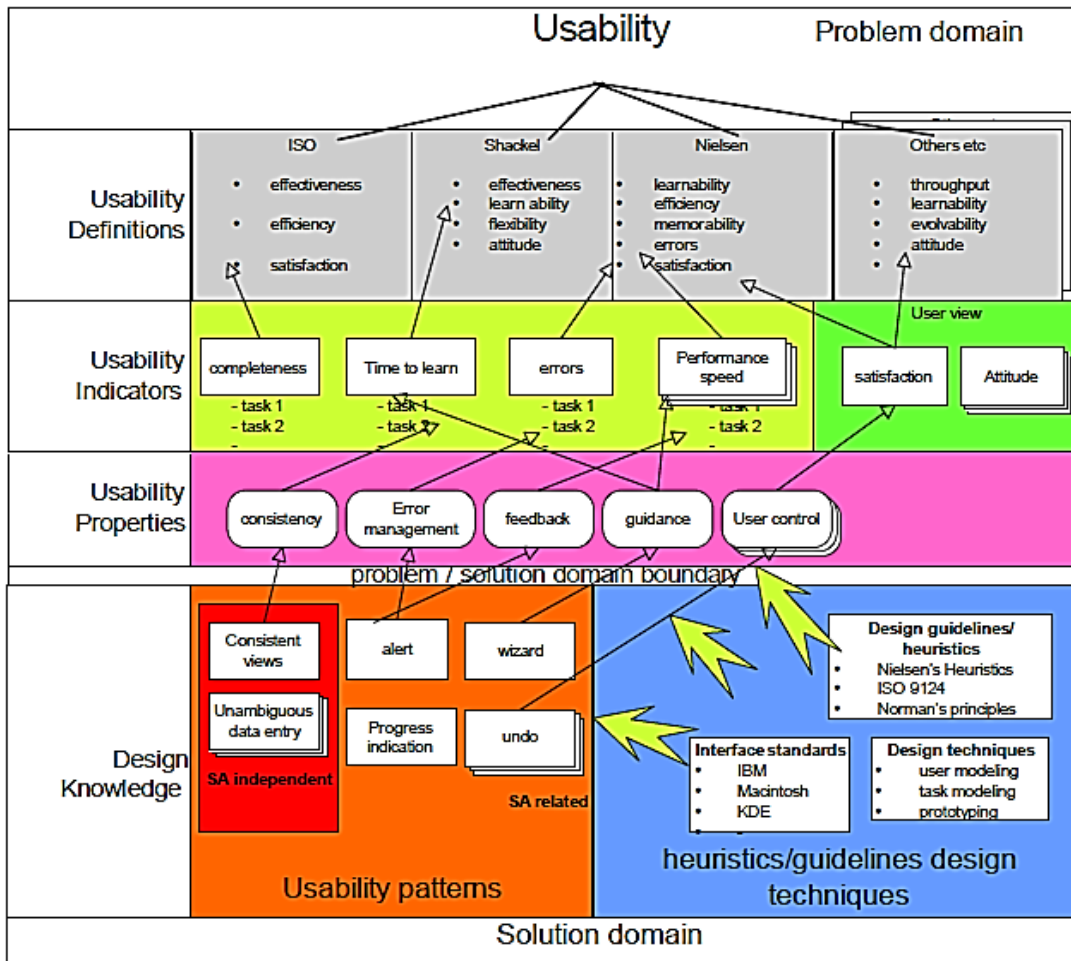 Usability
Problem domain
Usability
Definitions
ISO
• effectiveness
• efficiency
• satisfaction
Shackel
• effectiveness
• learn ability
• flexibility
• attitude
Nielsen
• learnability
• efficiency
• memorability
• errors
• satisfaction
Others etc
• throughput
• learnability
• evolvability
• attitude
•
Usability
Indicators
completeness
- task 1
- task 2
-
Time to learn
- task 1
- task 2
-
errors
- task 1
- task 2
-
Performance
speed
- task 1
- task 2
-
User view
satisfaction
Attitude
Usability
Properties
consistency
Error
management
feedback
guidance
User control
problem / solution domain boundary
Design
Knowledge
Consistent
views
Unambiguous
data entry
SA independent
alert
wizard
Progress
indication
undo
SA related
Usability patterns
Design guidelines/
heuristics
• Nielsen's Heuristics
• ISO 9124
• Norman's principles
Interface standards
• IBM
• Macintosh
• KDE
• -
Design techniques
• user modeling
• task modeling
• prototyping
heuristics/guidelines design
techniques
Solution domain